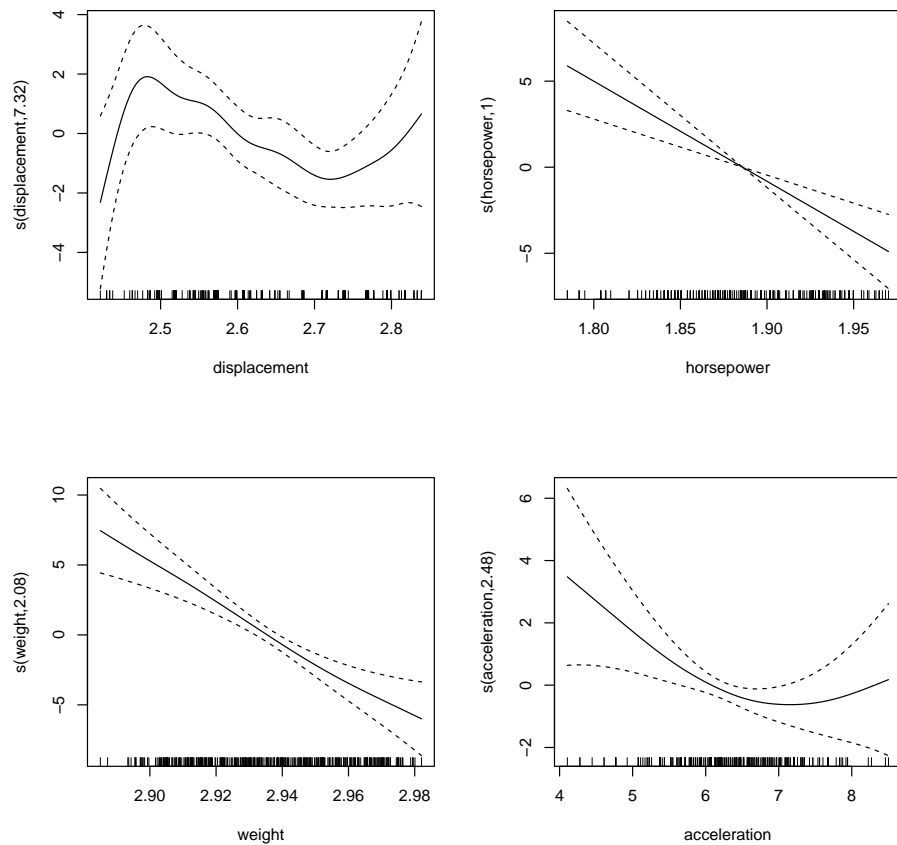 4
2
0
−2
−4
s(displacement,7.32)
2.5 2.6 2.7 2.8
displacement
5
0
−5
s(horsepower,1)
1.80 1.85 1.90 1.95
horsepower
10
5
0
−5
s(weight,2.08)
2.90 2.92 2.94 2.96 2.98
weight
6
4
2
0
−2
s(acceleration,2.48)
4 5 6 7 8
acceleration